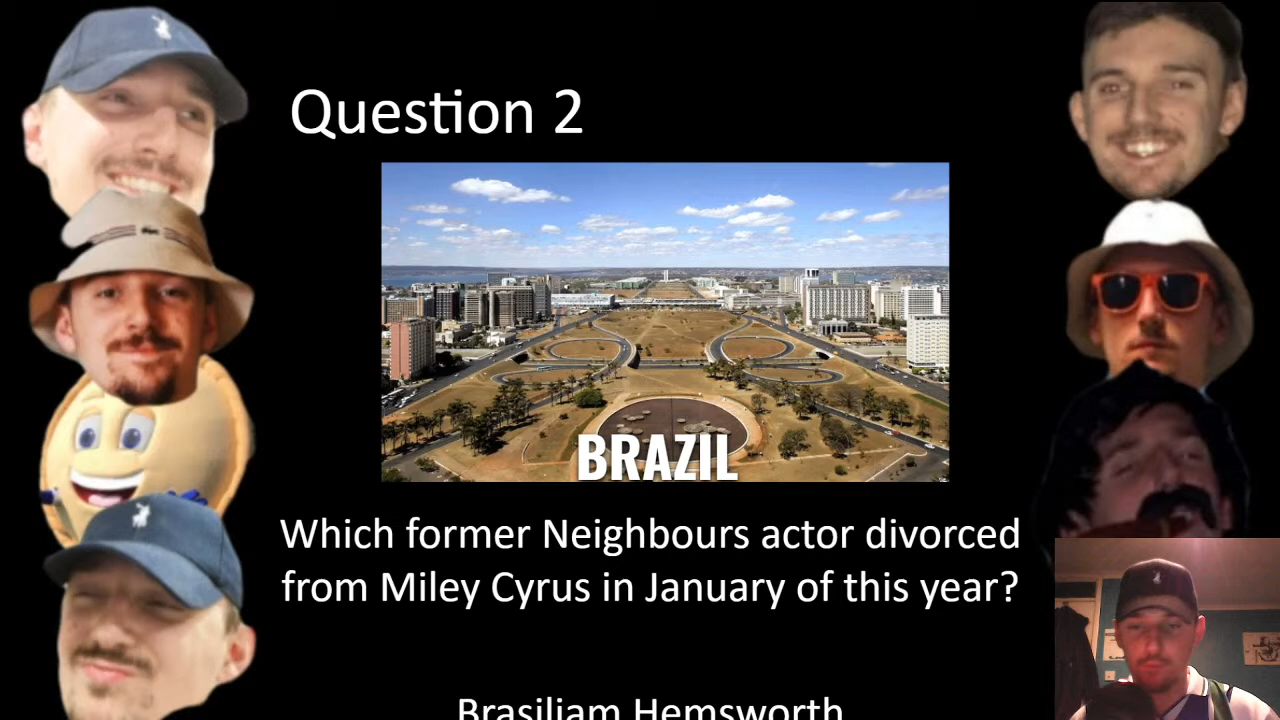 Question 2
BRAZIL
Which former Neighbours actor divorced
from Miley Cyrus in January of this year?
Brasiliam Hemsworth